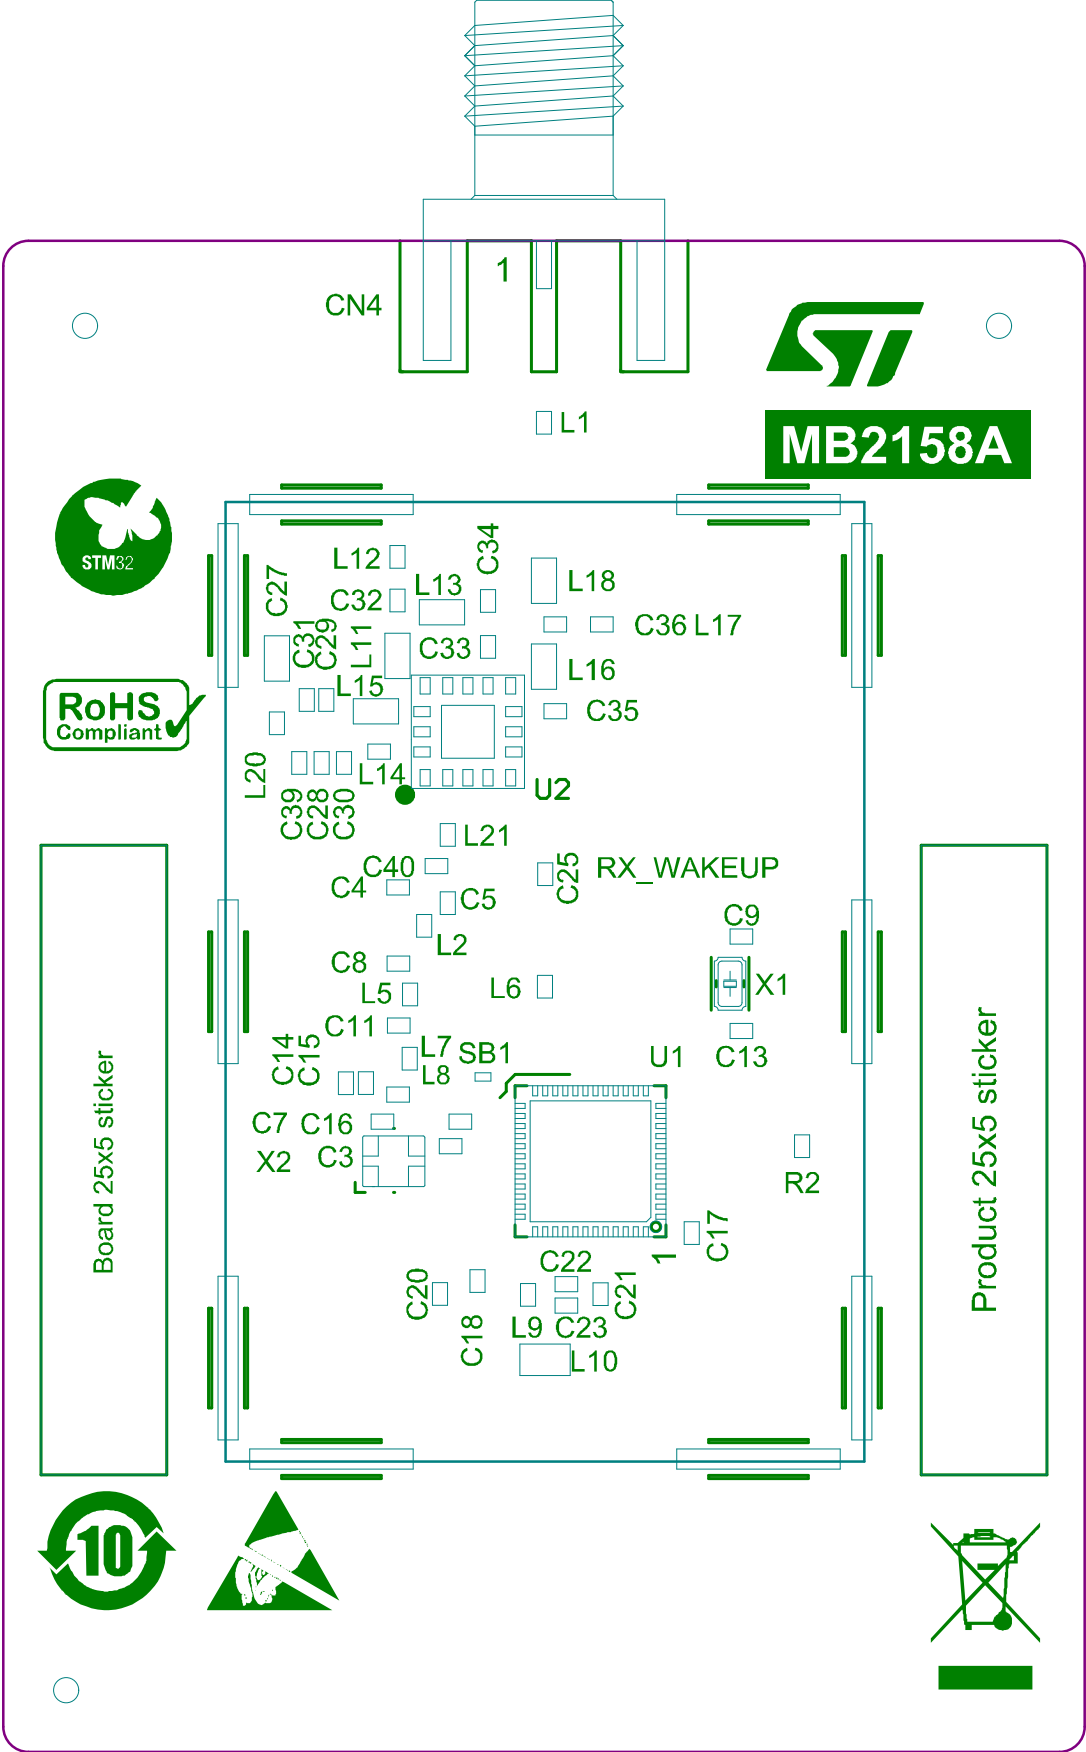 1
CN4
ST
L1
MB2158A
STM32
C34
L12
L13
L18
C27
C32
C36 L17
C31
C29
L11
C33
L16
L15
RoHS
Compliant
C35
L20
L14
U2
C39
C28
C30
L21
C40
C25
RX_WAKEUP
C4
C5
C9
L2
C8
L5
L6
X1
C11
C14
C15
L7
SB1
U1
C13
L8
C7
C16
X2
C3
R2
Board 25x5 sticker
Product 25x5 sticker
C17
1
C22
C20
C21
C18
L9
C23
L10
10